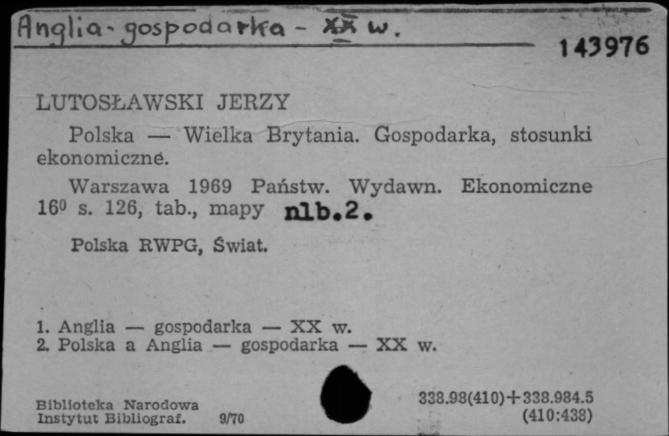 Anglia - gospodarka - XX w.
143976
LUTOSŁAWSKI JERZY
Polska — Wielka Brytania. Gospodarka, stosunki
ekonomiczne.
Warszawa 1969 Państw. Wydawn. Ekonomiczne
16⁰ s. 126, tab., mapy nlb.2.
Polska RWPG, Świat.
1. Anglia — gospodarka — XX w.
2. Polska a Anglia — gospodarka — XX w.
Biblioteka Narodowa 338.98(410)+338.984.5
Instytut Bibliograf. 9/70 (410:438)